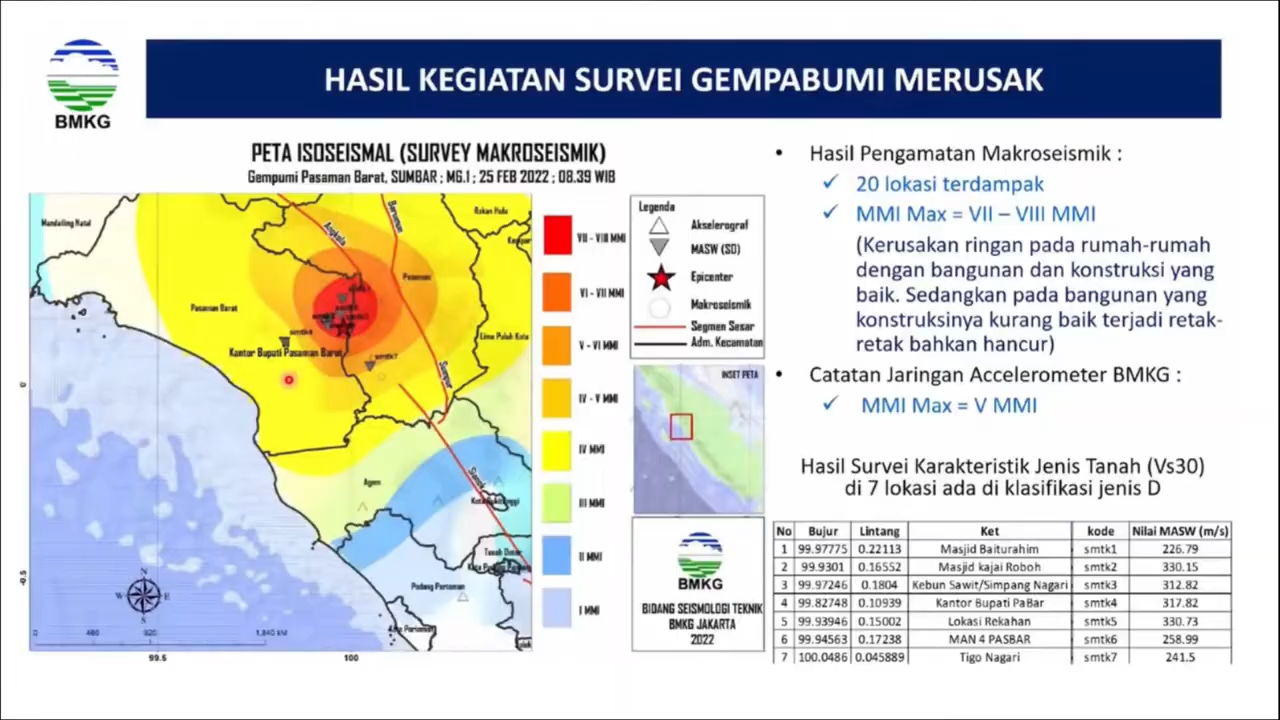 BMKG
HASIL KEGIATAN SURVEI GEMPABUMI MERUSAK
PETA ISOSEISMAL (SURVEY MAKROSEISMIK)
Gempumi Pasaman Barat, SUMBAR ; M6.1 ; 25 FEB 2022 ; 08.39 WIB
Mandailing Natal
Angkola
Barumun
Rokan Hulu
Pasaman
Pasaman Barat
smtk4
Kantor Bupati Pasaman Barat
smtk7
Lima Puluh Kota
Sumpur
Agam
Padang Pariaman
Tanah Datar
N
W
E
S
0
-0.5
99.5
100
VII - VIII MMI
VI - VII MMI
V - VI MMI
IV - V MMI
IV MMI
III MMI
II MMI
I MMI
Legenda
Akselerograf
MASW (SD)
Epicenter
Makroseismik
Segmen Sesar
Adm. Kecamatan
INSET PETA
BMKG
BIDANG SEISMOLOGI TEKNIK
BMKG JAKARTA
2022
• Hasil Pengamatan Makroseismik :
✓ 20 lokasi terdampak
✓ MMI Max = VII – VIII MMI
(Kerusakan ringan pada rumah-rumah
dengan bangunan dan konstruksi yang
baik. Sedangkan pada bangunan yang
konstruksinya kurang baik terjadi retak-
retak bahkan hancur)
• Catatan Jaringan Accelerometer BMKG :
✓ MMI Max = V MMI
Hasil Survei Karakteristik Jenis Tanah (Vs30)
di 7 lokasi ada di klasifikasi jenis D
No Bujur Lintang Ket kode Nilai MASW (m/s)
1 99.97775 0.22113 Masjid Baiturahim smtk1 226.79
2 99.9301 0.16552 Masjid kajai Roboh smtk2 330.15
3 99.97246 0.1804 Kebun Sawit/Simpang Nagari smtk3 312.82
4 99.82748 0.10939 Kantor Bupati PaBar smtk4 317.82
5 99.93946 0.15002 Lokasi Rekahan smtk5 330.73
6 99.94563 0.17238 MAN 4 PASBAR smtk6 258.99
7 100.0486 0.045889 Tigo Nagari smtk7 241.5